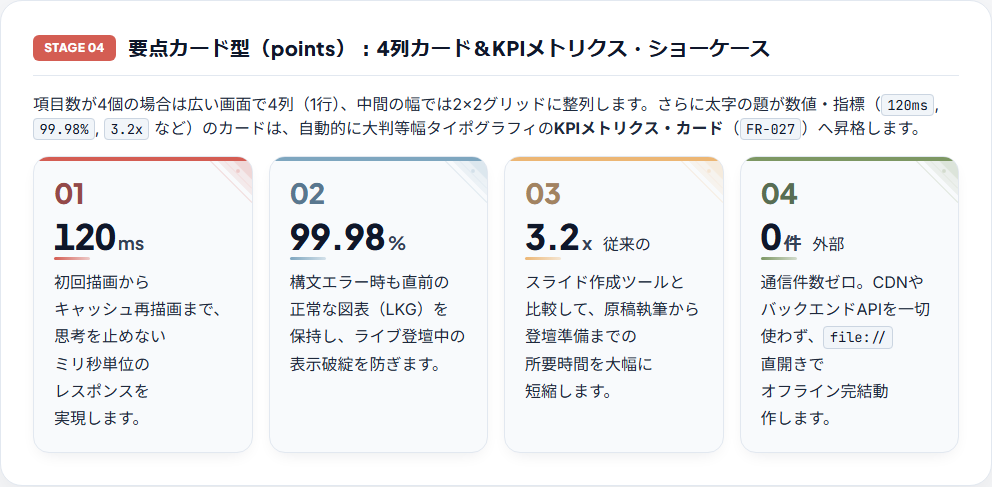 STAGE 04 要点カード型（points）：4列カード&KPIメトリクス・ショーケース
項目数が4個の場合は広い画面で4列（1行）、中間の幅では2×2グリッドに整列します。さらに太字の題が数値・指標（120ms,
99.98%, 3.2x など）のカードは、自動的に大判等幅タイポグラフィのKPIメトリクス・カード（FR-027）へ昇格します。
01
120ms
初回描画から
キャッシュ再描画まで、
思考を止めない
ミリ秒単位の
レスポンスを
実現します。
02
99.98%
構文エラー時も直前の
正常な図表（LKG）を
保持し、ライブ登壇中の
表示破綻を防ぎます。
03
3.2x 従来の
スライド作成ツールと
比較して、原稿執筆から
登壇準備までの
所要時間を大幅に
短縮します。
04
0件 外部
通信件数ゼロ。CDNや
バックエンドAPIを一切
使わず、file://
直開きで
オフライン完結動
作します。